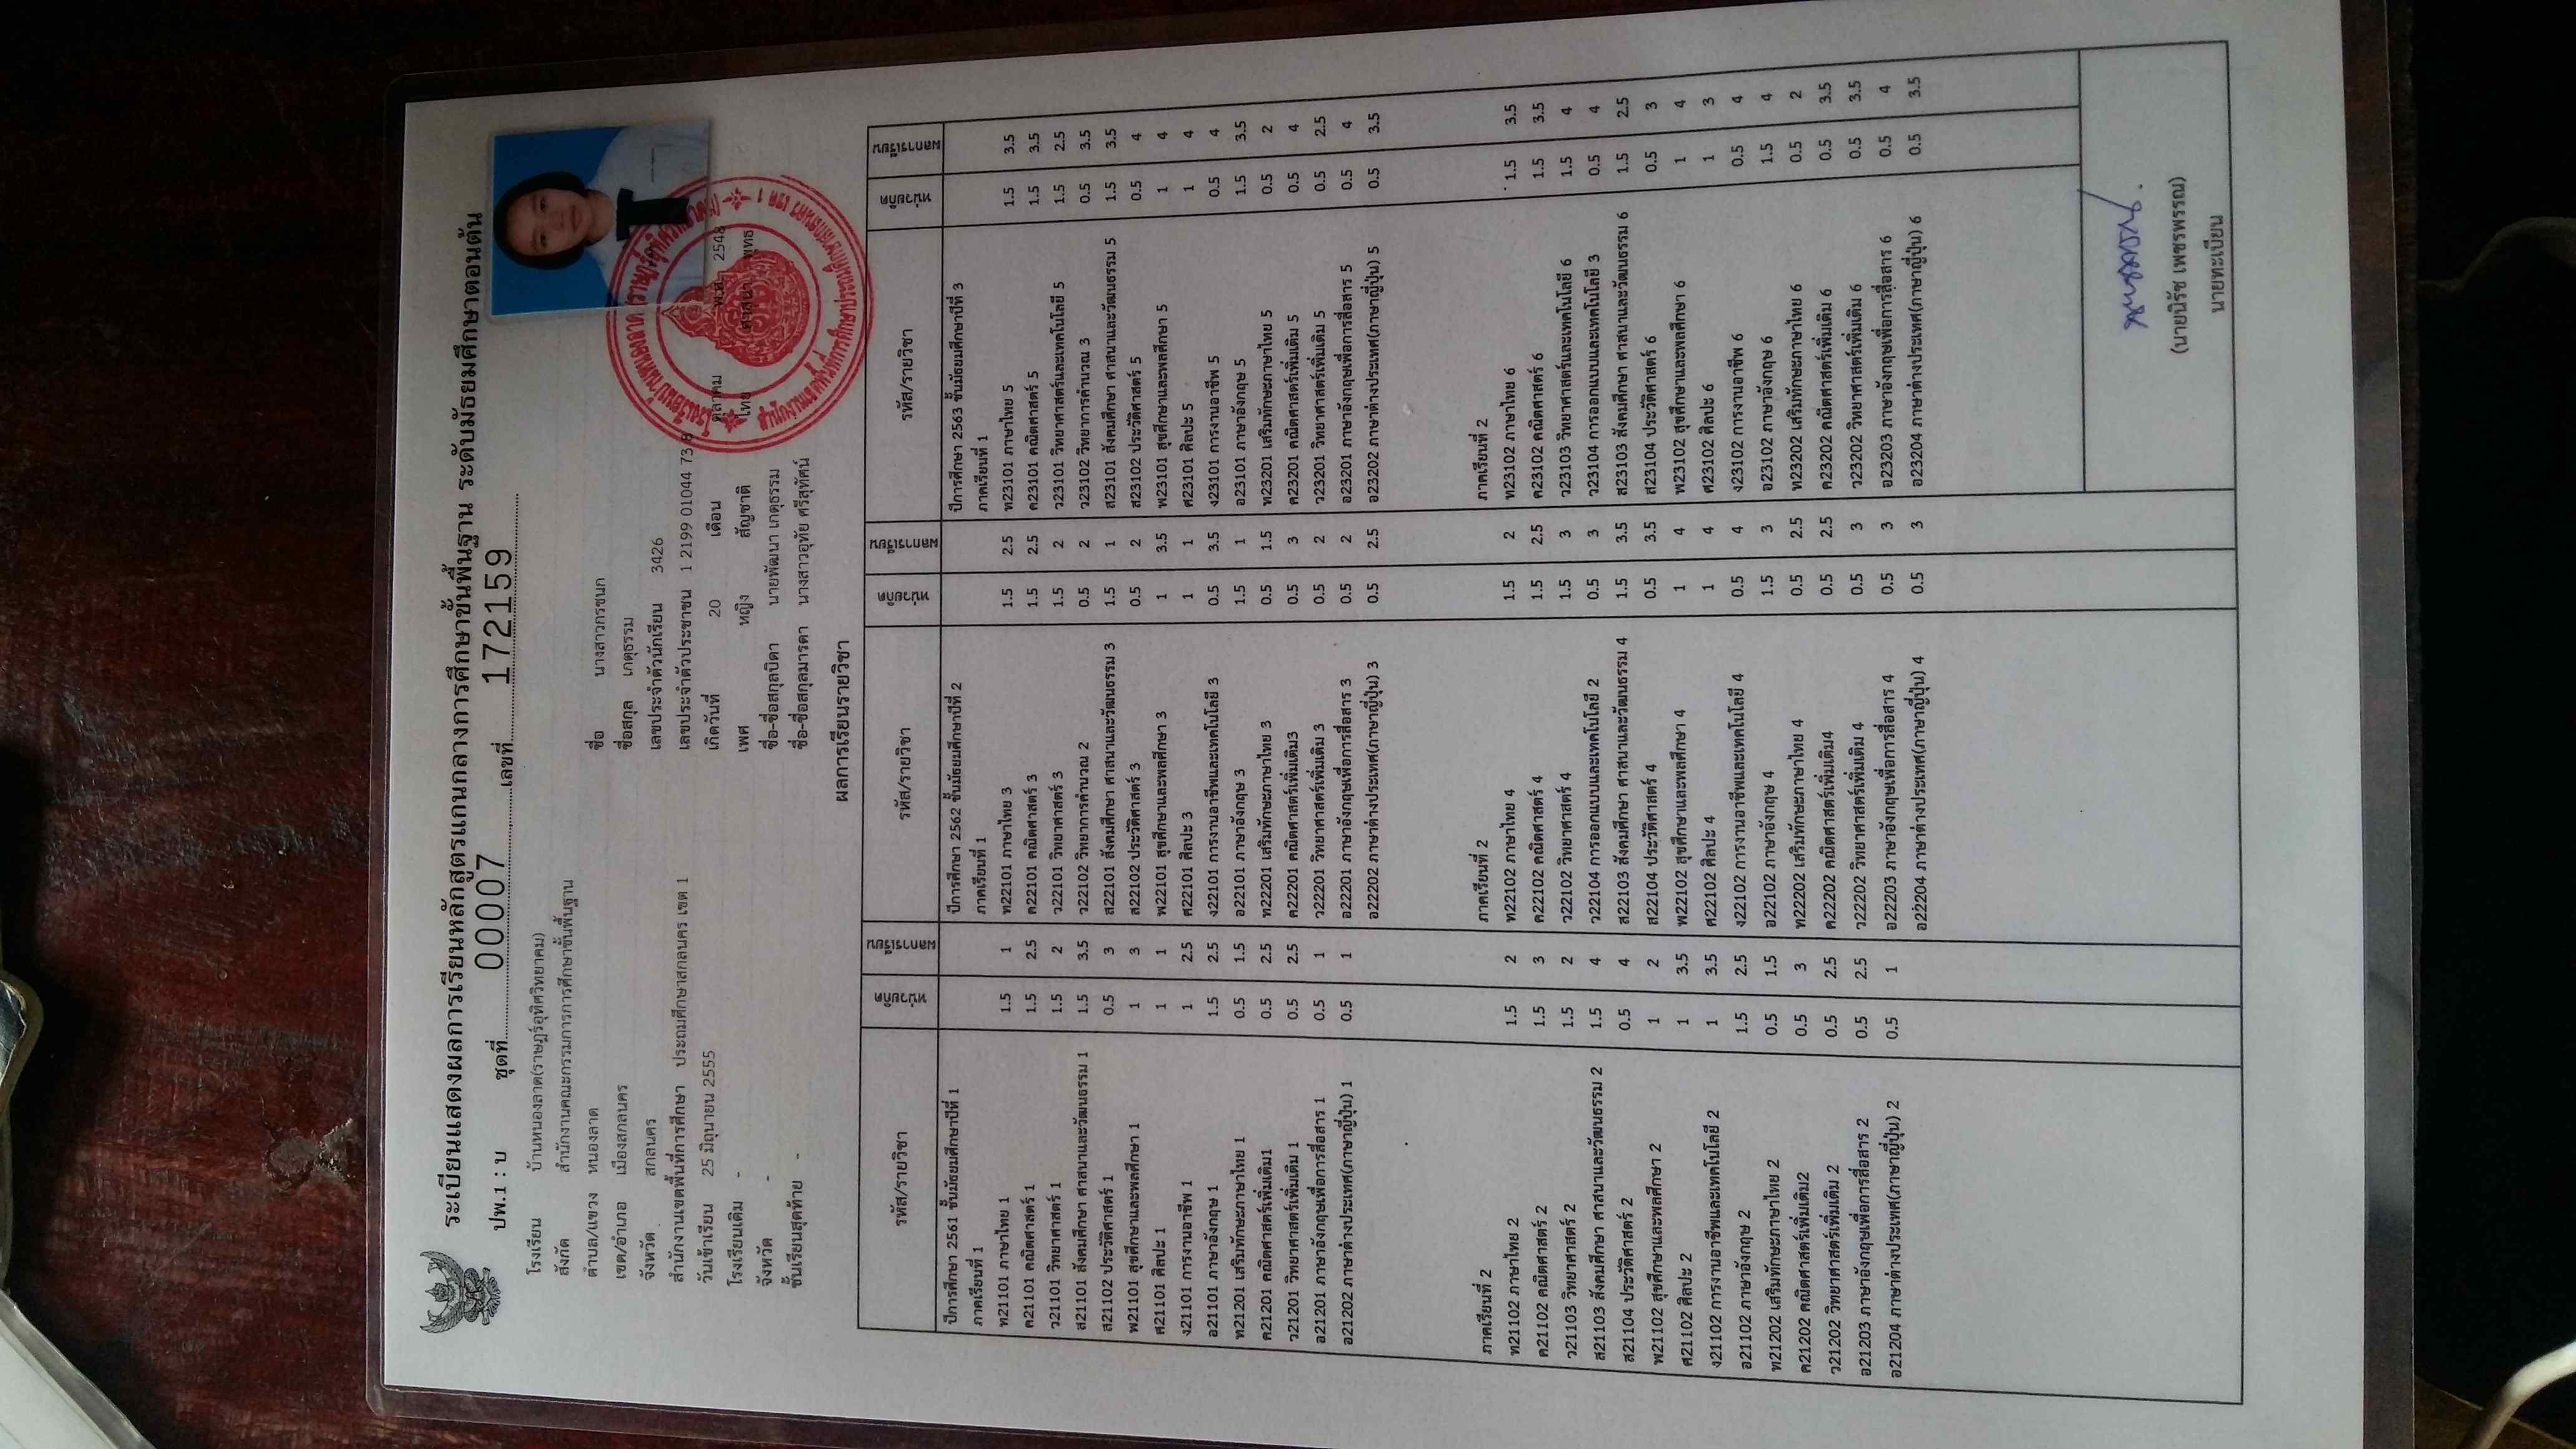 ระเบียนแสดงผลการเรียนหลักสูตรแกนกลางการศึกษาขั้นพื้นฐาน ระดับมัธยมศึกษาตอนต้น
ปพ.1 : บ ชุดที่ 00007 เลขที่ 172159
โรงเรียน บ้านหนองลาด(ราษฎร์อุทิศวิทยาคม)
สังกัด สำนักงานคณะกรรมการการศึกษาขั้นพื้นฐาน
ตำบล/แขวง หนองลาด
เขต/อำเภอ เมืองสกลนคร
จังหวัด สกลนคร
สำนักงานเขตพื้นที่การศึกษา ประถมศึกษาสกลนคร เขต 1
วันเข้าเรียน 25 มิถุนายน 2555
โรงเรียนเดิม -
จังหวัด -
ชั้นเรียนสุดท้าย -
ชื่อ นางสาวกรชนก
ชื่อสกุล เกตุธรรม
เลขประจำตัวนักเรียน 3426
เลขประจำตัวประชาชน 1 2199 01044 73 8
เกิดวันที่ 20 เดือน ตุลาคม พ.ศ. 2548
เพศ หญิง สัญชาติ ไทย ศาสนา พุทธ
ชื่อ-ชื่อสกุลบิดา นายพัฒนา เกตุธรรม
ชื่อ-ชื่อสกุลมารดา นางสาวอุทัย ศรีสุทัศน์
ผลการเรียนรายวิชา
รหัส/รายวิชา หน่วยกิต ผลการเรียน
ปีการศึกษา 2561 ชั้นมัธยมศึกษาปีที่ 1
ภาคเรียนที่ 1
ท21101 ภาษาไทย 1 1.5 1
ค21101 คณิตศาสตร์ 1 1.5 2.5
ว21101 วิทยาศาสตร์ 1 1.5 2
ส21101 สังคมศึกษา ศาสนาและวัฒนธรรม 1 1.5 3.5
ส21102 ประวัติศาสตร์ 1 0.5 3
พ21101 สุขศึกษาและพลศึกษา 1 1 3
ศ21101 ศิลปะ 1 1 1
ง21101 การงานอาชีพ 1 1 2.5
อ21101 ภาษาอังกฤษ 1 1.5 2.5
ท21201 เสริมทักษะภาษาไทย 1 0.5 1.5
ค21201 คณิตศาสตร์เพิ่มเติม1 0.5 2.5
ว21201 วิทยาศาสตร์เพิ่มเติม 1 0.5 2.5
อ21201 ภาษาอังกฤษเพื่อการสื่อสาร 1 0.5 1
อ21202 ภาษาต่างประเทศ(ภาษาญี่ปุ่น) 1 0.5 1
ภาคเรียนที่ 2
ท21102 ภาษาไทย 2 1.5 2
ค21102 คณิตศาสตร์ 2 1.5 3
ว21103 วิทยาศาสตร์ 2 1.5 2
ส21103 สังคมศึกษา ศาสนาและวัฒนธรรม 2 1.5 4
ส21104 ประวัติศาสตร์ 2 0.5 4
พ21102 สุขศึกษาและพลศึกษา 2 1 2
ศ21102 ศิลปะ 2 1 3.5
ง21102 การงานอาชีพและเทคโนโลยี 2 1 3.5
อ21102 ภาษาอังกฤษ 2 1.5 2.5
ท21202 เสริมทักษะภาษาไทย 2 0.5 1.5
ค21202 คณิตศาสตร์เพิ่มเติม2 0.5 3
ว21202 วิทยาศาสตร์เพิ่มเติม 2 0.5 2.5
อ21203 ภาษาอังกฤษเพื่อการสื่อสาร 2 0.5 2.5
อ21204 ภาษาต่างประเทศ(ภาษาญี่ปุ่น) 2 0.5 1
รหัส/รายวิชา หน่วยกิต ผลการเรียน
ปีการศึกษา 2562 ชั้นมัธยมศึกษาปีที่ 2
ภาคเรียนที่ 1
ท22101 ภาษาไทย 3 1.5 2.5
ค22101 คณิตศาสตร์ 3 1.5 2.5
ว22101 วิทยาศาสตร์ 3 1.5 2
ว22102 วิทยาการคำนวณ 2 0.5 2
ส22101 สังคมศึกษา ศาสนาและวัฒนธรรม 3 1.5 1
ส22102 ประวัติศาสตร์ 3 0.5 2
พ22101 สุขศึกษาและพลศึกษา 3 1 3.5
ศ22101 ศิลปะ 3 1 1
ง22101 การงานอาชีพและเทคโนโลยี 3 0.5 3.5
อ22101 ภาษาอังกฤษ 3 1.5 1
ท22201 เสริมทักษะภาษาไทย 3 0.5 1.5
ค22201 คณิตศาสตร์เพิ่มเติม3 0.5 3
ว22201 วิทยาศาสตร์เพิ่มเติม 3 0.5 2
อ22201 ภาษาอังกฤษเพื่อการสื่อสาร 3 0.5 2
อ22202 ภาษาต่างประเทศ(ภาษาญี่ปุ่น) 3 0.5 2.5
ภาคเรียนที่ 2
ท22102 ภาษาไทย 4 1.5 2
ค22102 คณิตศาสตร์ 4 1.5 2.5
ว22102 วิทยาศาสตร์ 4 1.5 3
ว22104 การออกแบบและเทคโนโลยี 2 0.5 3
ส22103 สังคมศึกษา ศาสนาและวัฒนธรรม 4 1.5 3.5
ส22104 ประวัติศาสตร์ 4 0.5 3.5
พ22102 สุขศึกษาและพลศึกษา 4 1 4
ศ22102 ศิลปะ 4 1 4
ง22102 การงานอาชีพและเทคโนโลยี 4 0.5 4
อ22102 ภาษาอังกฤษ 4 1.5 3
ท22202 เสริมทักษะภาษาไทย 4 0.5 2.5
ค22202 คณิตศาสตร์เพิ่มเติม4 0.5 2.5
ว22202 วิทยาศาสตร์เพิ่มเติม 4 0.5 3
อ22203 ภาษาอังกฤษเพื่อการสื่อสาร 4 0.5 3
อ22204 ภาษาต่างประเทศ(ภาษาญี่ปุ่น) 4 0.5 3
รหัส/รายวิชา หน่วยกิต ผลการเรียน
ปีการศึกษา 2563 ชั้นมัธยมศึกษาปีที่ 3
ภาคเรียนที่ 1
ท23101 ภาษาไทย 5 1.5 3.5
ค23101 คณิตศาสตร์ 5 1.5 3.5
ว23101 วิทยาศาสตร์และเทคโนโลยี 5 1.5 2.5
ว23102 วิทยาการคำนวณ 3 0.5 3.5
ส23101 สังคมศึกษา ศาสนาและวัฒนธรรม 5 1.5 3.5
ส23102 ประวัติศาสตร์ 5 0.5 4
พ23101 สุขศึกษาและพลศึกษา 5 1 4
ศ23101 ศิลปะ 5 1 4
ง23101 การงานอาชีพ 5 0.5 4
อ23101 ภาษาอังกฤษ 5 1.5 3.5
ท23201 เสริมทักษะภาษาไทย 5 0.5 2
ค23201 คณิตศาสตร์เพิ่มเติม 5 0.5 4
ว23201 วิทยาศาสตร์เพิ่มเติม 5 0.5 2.5
อ23201 ภาษาอังกฤษเพื่อการสื่อสาร 5 0.5 4
อ23202 ภาษาต่างประเทศ(ภาษาญี่ปุ่น) 5 0.5 3.5
ภาคเรียนที่ 2
ท23102 ภาษาไทย 6 1.5 3.5
ค23102 คณิตศาสตร์ 6 1.5 3.5
ว23103 วิทยาศาสตร์และเทคโนโลยี 6 1.5 4
ว23104 การออกแบบและเทคโนโลยี 3 0.5 4
ส23103 สังคมศึกษา ศาสนาและวัฒนธรรม 6 1.5 2.5
ส23104 ประวัติศาสตร์ 6 0.5 3
พ23102 สุขศึกษาและพลศึกษา 6 1 4
ศ23102 ศิลปะ 6 1 3
ง23102 การงานอาชีพ 6 0.5 4
อ23102 ภาษาอังกฤษ 6 1.5 4
ท23202 เสริมทักษะภาษาไทย 6 0.5 2
ค23202 คณิตศาสตร์เพิ่มเติม 6 0.5 3.5
ว23202 วิทยาศาสตร์เพิ่มเติม 6 0.5 3.5
อ23203 ภาษาอังกฤษเพื่อการสื่อสาร 6 0.5 4
อ23204 ภาษาต่างประเทศ(ภาษาญี่ปุ่น) 6 0.5 3.5
(นายนิรัช เพชรพรรณ)
นายทะเบียน